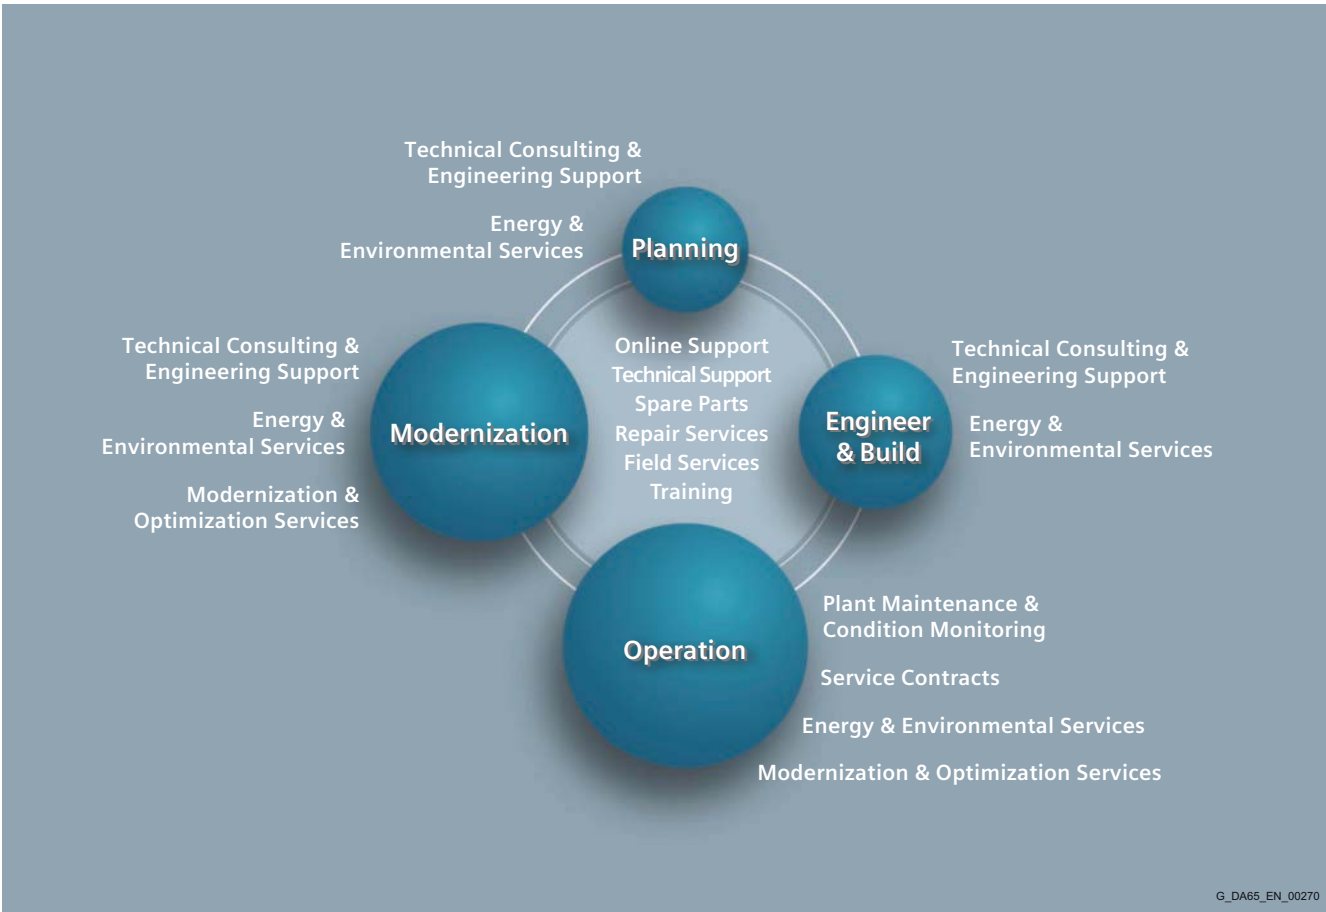 Technical Consulting &
Engineering Support
Energy &
Environmental Services
Planning
Technical Consulting &
Engineering Support
Energy &
Environmental Services
Modernization &
Optimization Services
Modernization
Online Support
Technical Support
Spare Parts
Repair Services
Field Services
Training
Engineer
& Build
Technical Consulting &
Engineering Support
Energy &
Environmental Services
Operation
Plant Maintenance &
Condition Monitoring
Service Contracts
Energy & Environmental Services
Modernization & Optimization Services
G_DA65_EN_00270